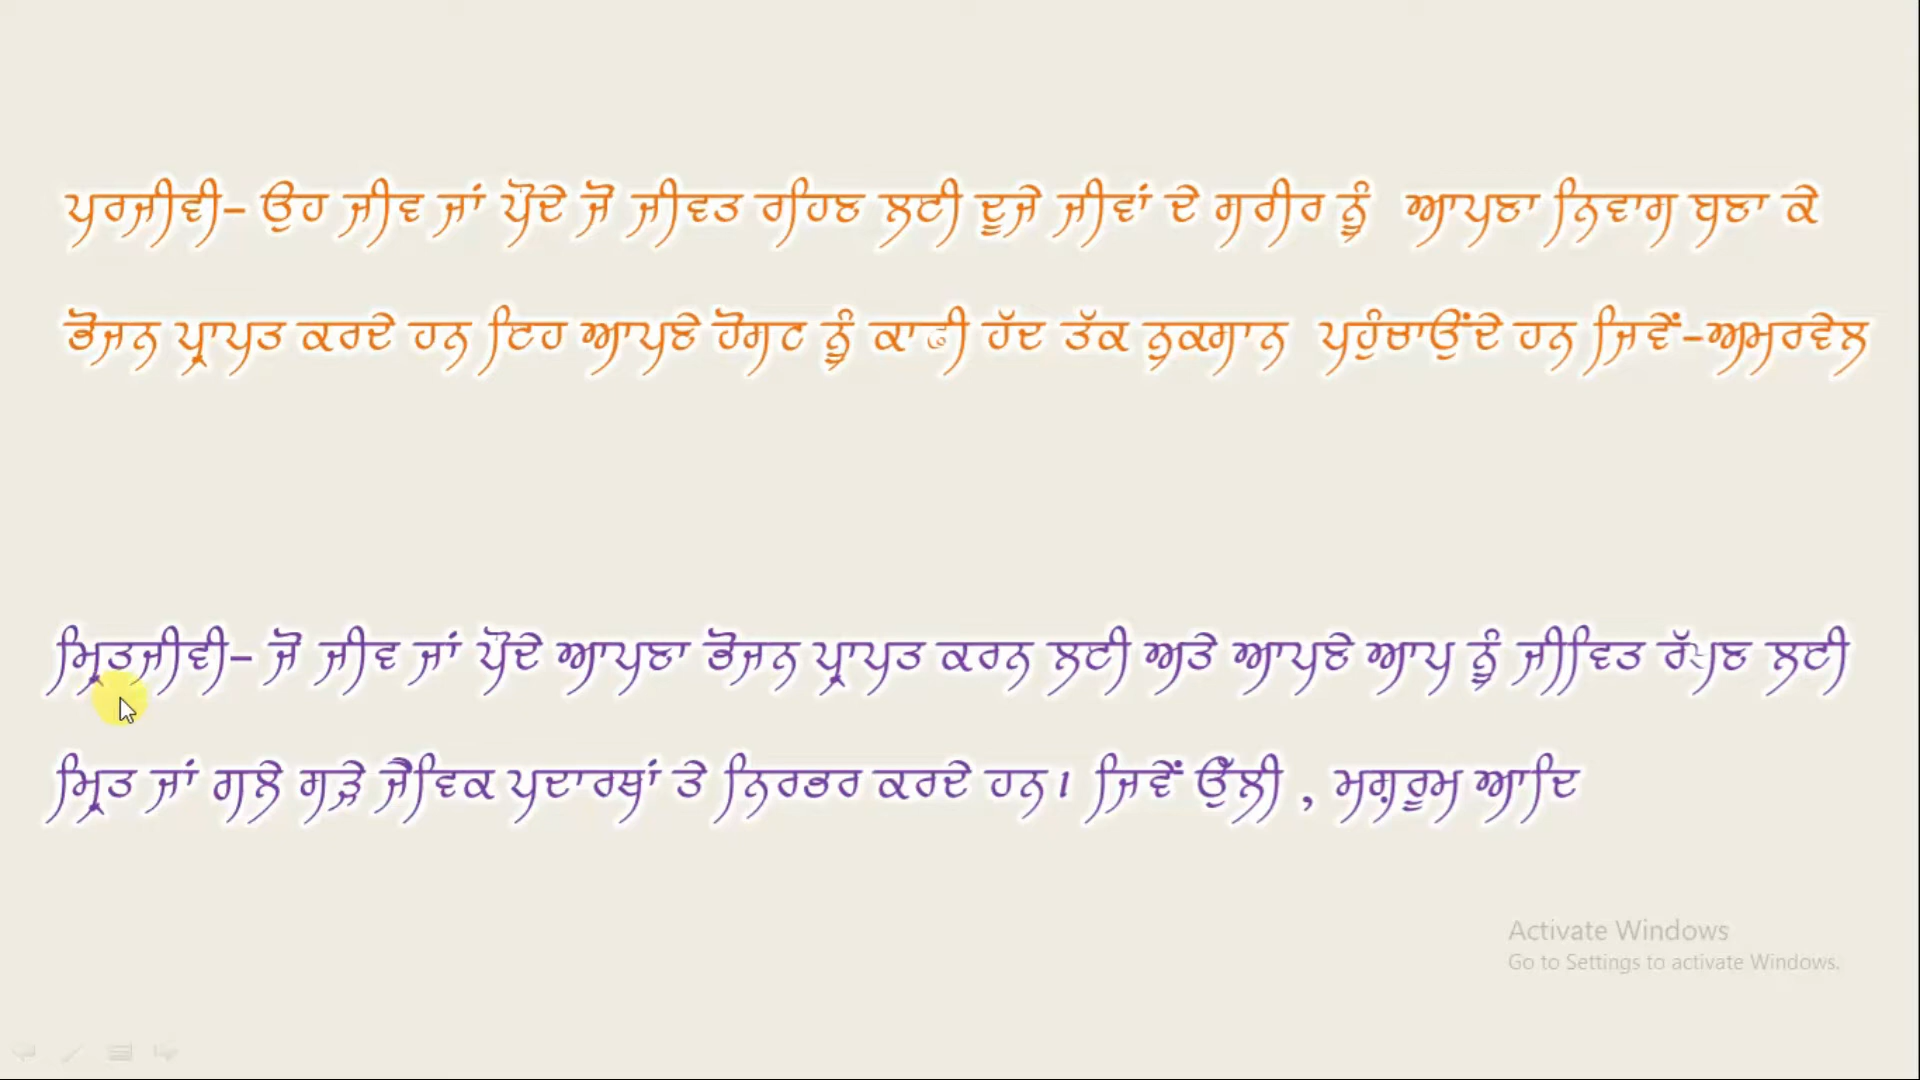 ਪਰਜੀਵੀ– ਉਹ ਜੀਵ ਜਾਂ ਪੌਦੇ ਜੋ ਜੀਵਤ ਰਹਿਣ ਲਈ ਦੂਜੇ ਜੀਵਾਂ ਦੇ ਸਰੀਰ ਨੂੰ ਆਪਣਾ ਨਿਵਾਸ ਬਣਾ ਕੇ
ਭੋਜਨ ਪ੍ਰਾਪਤ ਕਰਦੇ ਹਨ ਇਹ ਆਪਣੇ ਹੋਸਟ ਨੂੰ ਕਾਫੀ ਹੱਦ ਤੱਕ ਨੁਕਸਾਨ ਪਹੁੰਚਾਉਂਦੇ ਹਨ ਜਿਵੇਂ–ਅਮਰਵੇਲ
ਮ੍ਰਿਤਜੀਵੀ– ਜੋ ਜੀਵ ਜਾਂ ਪੌਦੇ ਆਪਣਾ ਭੋਜਨ ਪ੍ਰਾਪਤ ਕਰਨ ਲਈ ਅਤੇ ਆਪਣੇ ਆਪ ਨੂੰ ਜੀਵਿਤ ਰੱਖਣ ਲਈ
ਮ੍ਰਿਤ ਜਾਂ ਗਲੇ ਸੜੇ ਜੈਵਿਕ ਪਦਾਰਥਾਂ ਤੇ ਨਿਰਭਰ ਕਰਦੇ ਹਨ। ਜਿਵੇਂ ਉੱਲੀ , ਮਸ਼ਰੂਮ ਆਦਿ
Activate Windows
Go to Settings to activate Windows.